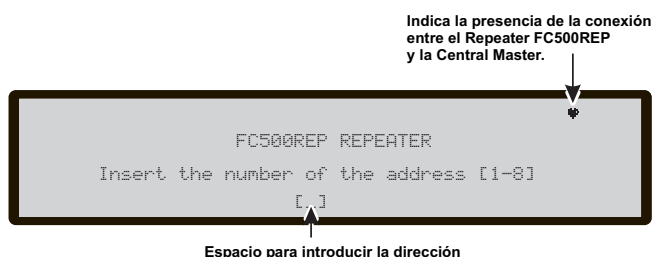 Indica la presencia de la conexión
entre el Repeater FC500REP
y la Central Master.
FC500REP REPEATER
Insert the number of the address [1-8]
[_]
Espacio para introducir la dirección